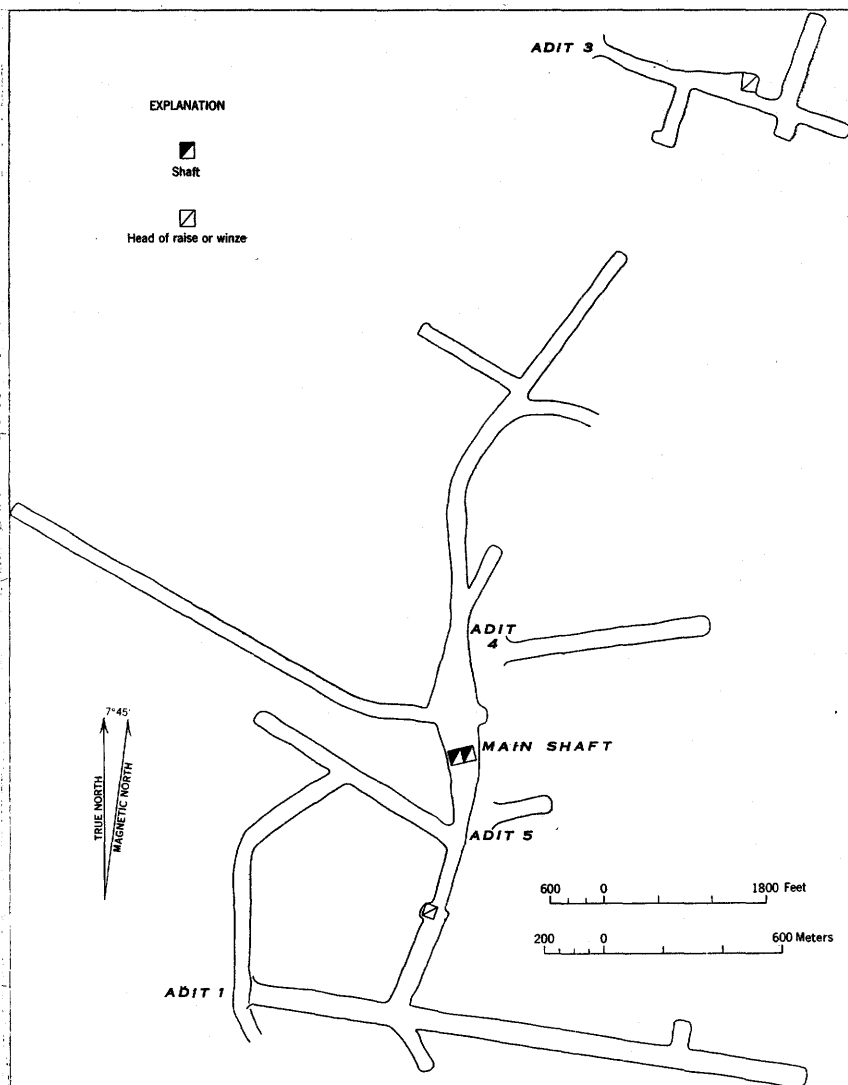 ADIT 3
EXPLANATION
Shaft
Head of raise or winze
ADIT
4
7°45'
TRUE NORTH
MAGNETIC NORTH
MAIN SHAFT
ADIT 5
600 0 1800 Feet
200 0 600 Meters
ADIT 1